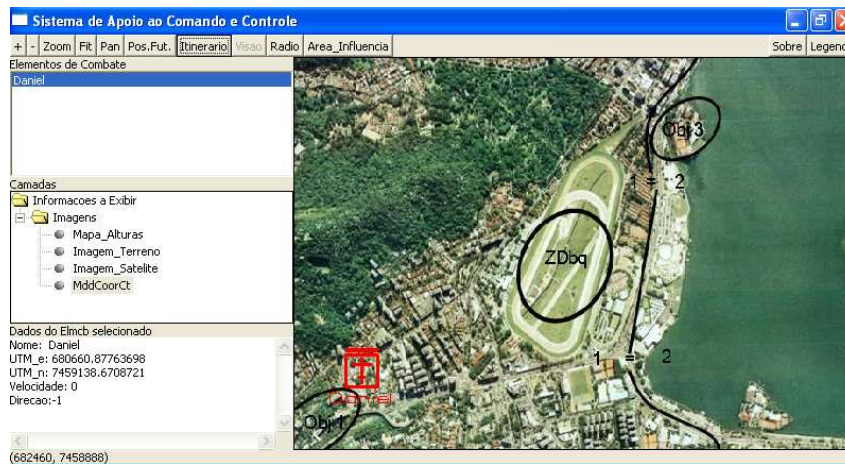 Sistema de Apoio ao Comando e Controle
+ - Zoom Fit Pan Pos.Fut. Itinerario Visao Radio Area_Influencia Sobre Legend
Elementos de Combate
Daniel
Camadas
Informacoes a Exibir
Imagens
Mapa_Alturas
Imagem_Terreno
Imagem_Satelite
MddCoorCt
Dados do Elmcb selecionado
Nome: Daniel
UTM_e: 680660.87763698
UTM_n: 7459138.6708721
Velocidade: 0
Direcao:-1
(682460, 7458888)
Obj 3
1 = 2
ZDbq
1 = 2
Daniel
Obj 1